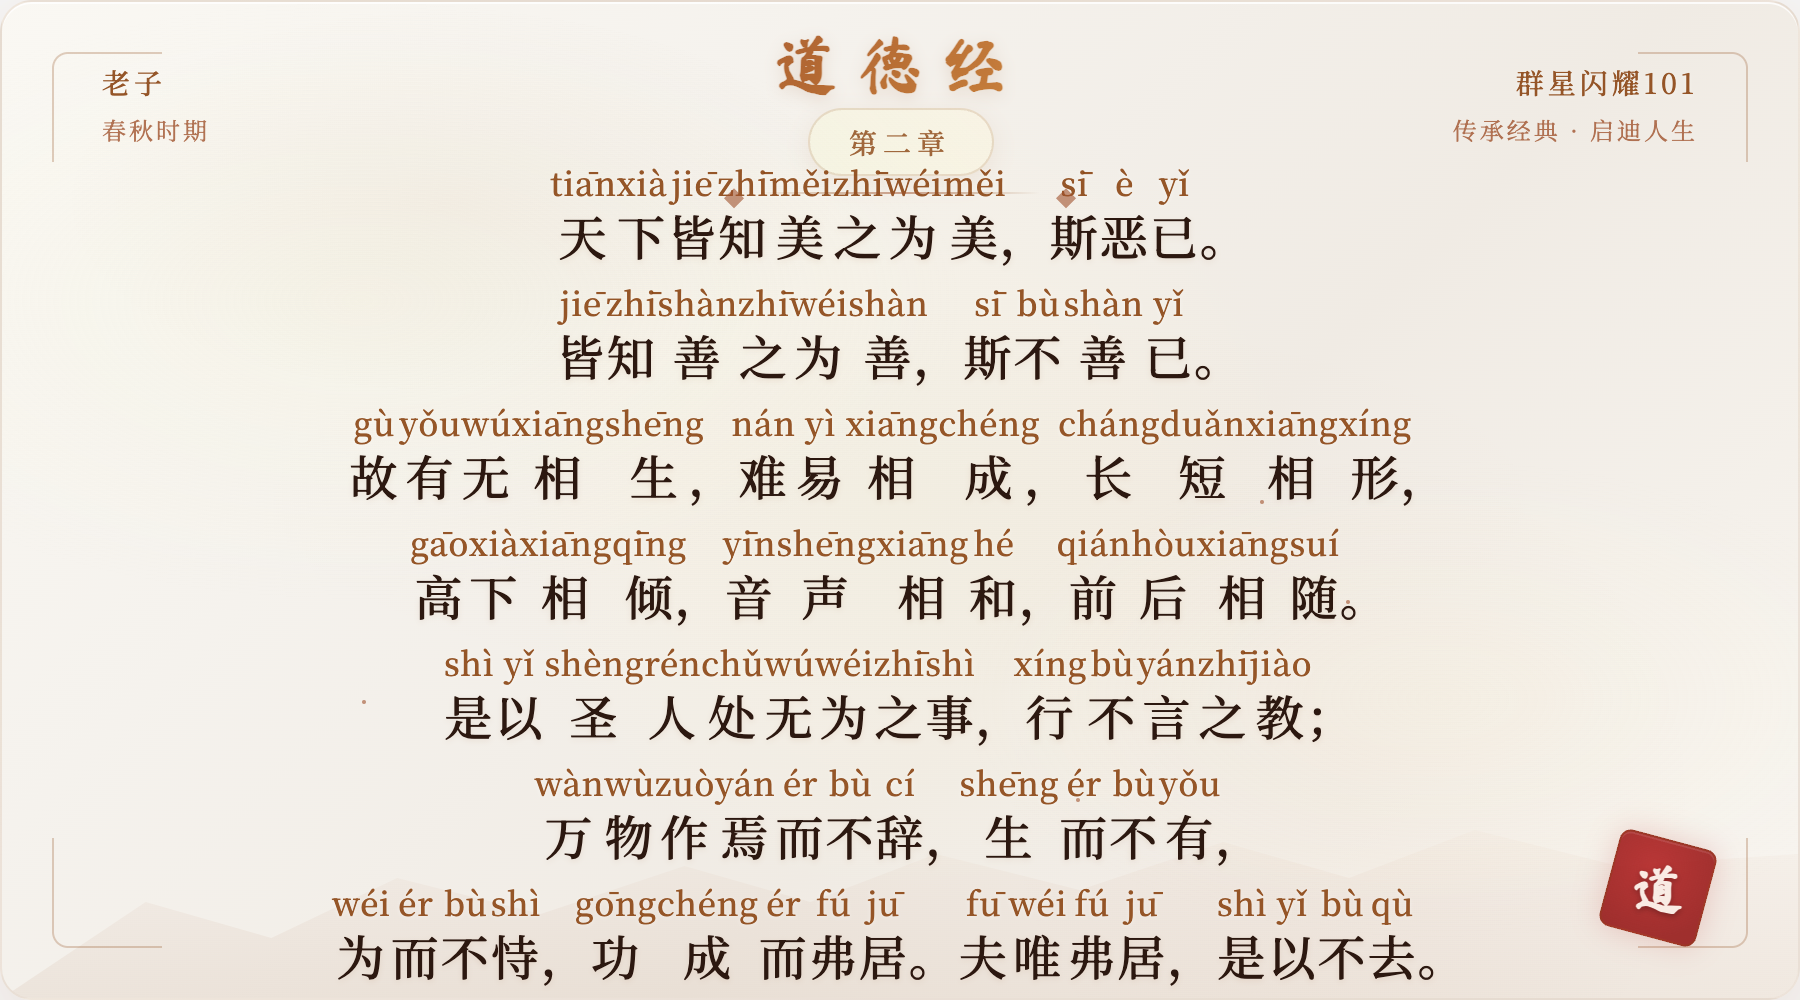 老子
春秋时期
道德经
第二章
群星闪耀101
传承经典 · 启迪人生
tiānxià jiē zhī měi zhī wéi měi sī è yǐ
天下皆知美之为美，斯恶已。
jiē zhī shàn zhī wéi shàn sī bù shàn yǐ
皆知善之为善，斯不善已。
gù yǒu wú xiāng shēng nán yì xiāng chéng cháng duǎn xiāng xíng
故有无相生，难易相成，长短相形，
gāo xià xiāng qīng yīn shēng xiāng hé qián hòu xiāng suí
高下相倾，音声相和，前后相随。
shì yǐ shèng rén chǔ wú wéi zhī shì xíng bù yán zhī jiào
是以圣人处无为之事，行不言之教；
wàn wù zuò yán ér bù cí shēng ér bù yǒu
万物作焉而不辞，生而不有，
wéi ér bù shì gōng chéng ér fú jū fū wéi fú jū shì yǐ bù qù
为而不恃，功成而弗居。夫唯弗居，是以不去。
道